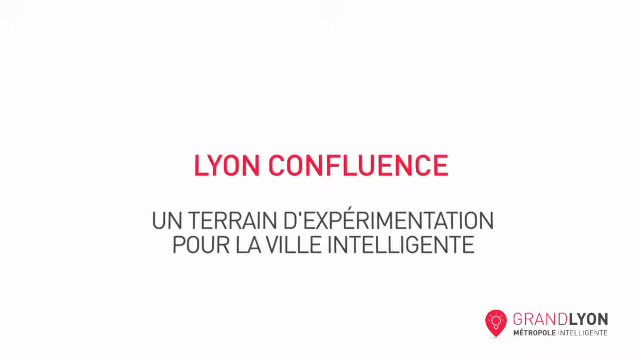 LYON CONFLUENCE
UN TERRAIN D'EXPÉRIMENTATION
POUR LA VILLE INTELLIGENTE
GRANDLYON
MÉTROPOLE INTELLIGENTE